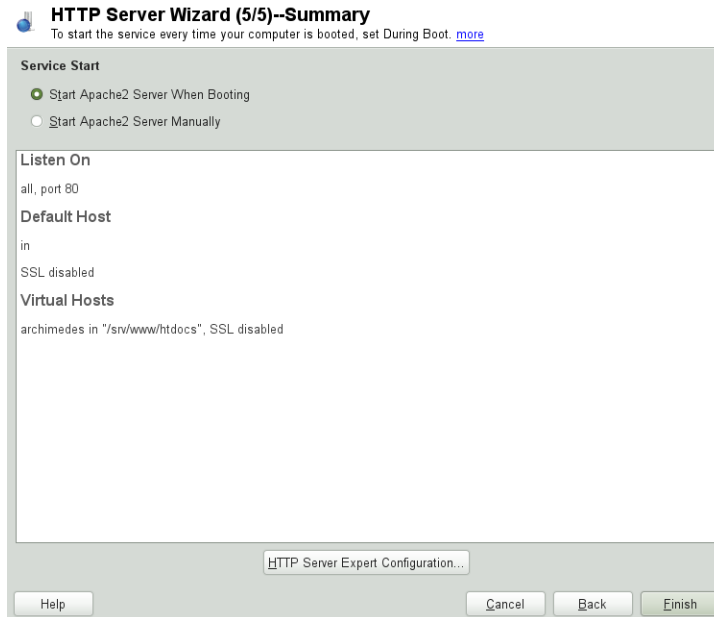 HTTP Server Wizard (5/5)--Summary
To start the service every time your computer is booted, set During Boot. more
Service Start
Start Apache2 Server When Booting
Start Apache2 Server Manually
Listen On
all, port 80
Default Host
in
SSL disabled
Virtual Hosts
archimedes in "/srv/www/htdocs", SSL disabled
HTTP Server Expert Configuration...
Help
Cancel
Back
Finish